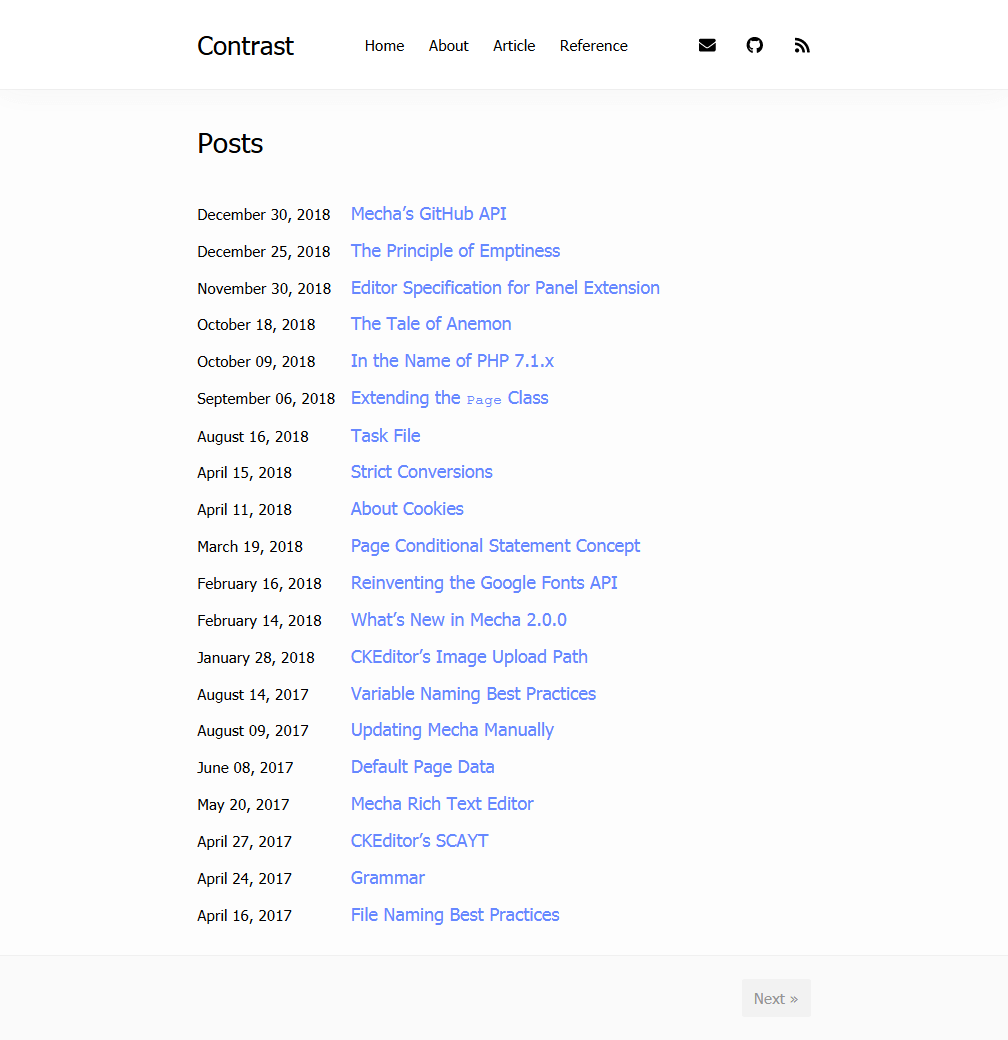 Contrast Home About Article Reference
Posts
December 30, 2018 Mecha’s GitHub API
December 25, 2018 The Principle of Emptiness
November 30, 2018 Editor Specification for Panel Extension
October 18, 2018 The Tale of Anemon
October 09, 2018 In the Name of PHP 7.1.x
September 06, 2018 Extending the Page Class
August 16, 2018 Task File
April 15, 2018 Strict Conversions
April 11, 2018 About Cookies
March 19, 2018 Page Conditional Statement Concept
February 16, 2018 Reinventing the Google Fonts API
February 14, 2018 What’s New in Mecha 2.0.0
January 28, 2018 CKEditor’s Image Upload Path
August 14, 2017 Variable Naming Best Practices
August 09, 2017 Updating Mecha Manually
June 08, 2017 Default Page Data
May 20, 2017 Mecha Rich Text Editor
April 27, 2017 CKEditor’s SCAYT
April 24, 2017 Grammar
April 16, 2017 File Naming Best Practices
Next »